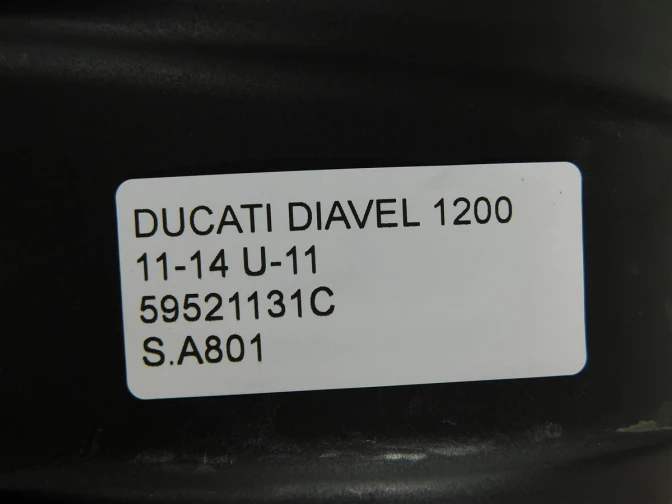 DUCATI DIAVEL 1200
11-14 U-11
59521131C
S.A801